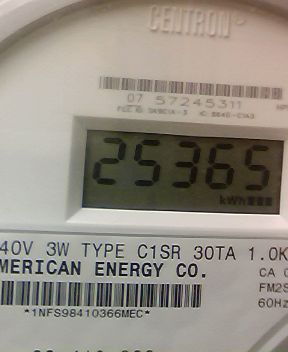 CENTRON
07 57245311
25365
kWh
40V 3W TYPE C1SR 30TA 1.0K
MERICAN ENERGY CO.
CA
FM2S
60Hz
*1NFS98410366MEC*